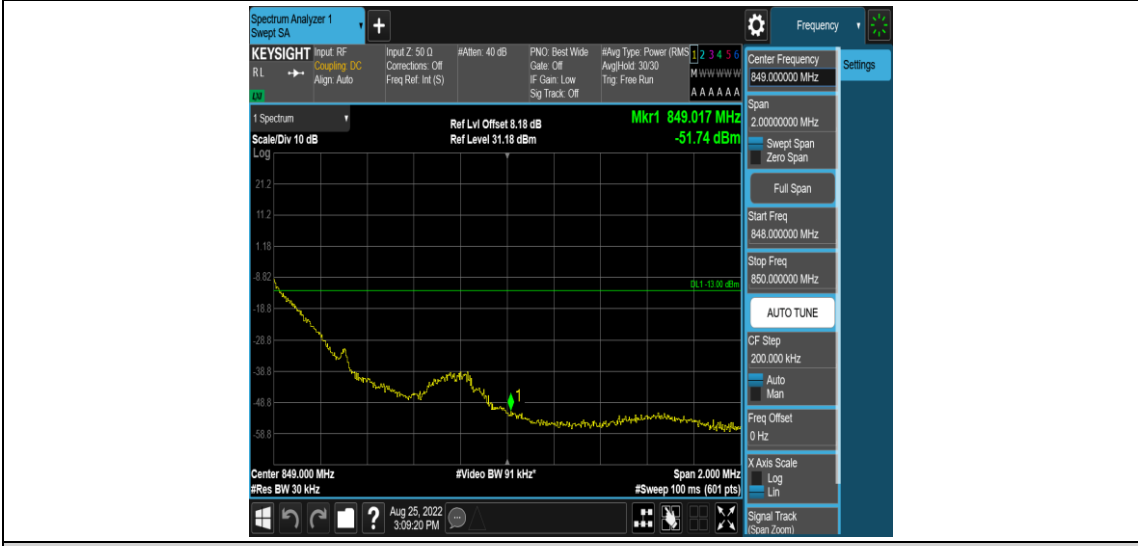 Spectrum Analyzer 1
Swept SA
+
Frequency
KEYSIGHT
RL
LXI
Input: RF
Coupling: DC
Align: Auto
Input Z: 50 Ω
Corrections: Off
Freq Ref: Int (S)
#Atten: 40 dB
PNO: Best Wide
Gate: Off
IF Gain: Low
Sig Track: Off
#Avg Type: Power (RMS
Avg|Hold: 30/30
Trig: Free Run
1 2 3 4 5 6
M W W W W W
A A A A A A
1 Spectrum
Scale/Div 10 dB
Log
Ref Lvl Offset 8.18 dB
Ref Level 31.18 dBm
Mkr1 849.017 MHz
-51.74 dBm
21.2
11.2
1.18
-8.82
DL1 -13.00 dBm
-18.8
-28.8
-38.8
1
-48.8
-58.8
Center 849.000 MHz
#Video BW 91 kHz*
Span 2.000 MHz
#Res BW 30 kHz
#Sweep 100 ms (601 pts)
?
Aug 25, 2022
3:09:20 PM
Center Frequency
849.000000 MHz
Settings
Span
2.00000000 MHz
Swept Span
Zero Span
Full Span
Start Freq
848.000000 MHz
Stop Freq
850.000000 MHz
AUTO TUNE
CF Step
200.000 kHz
Auto
Man
Freq Offset
0 Hz
X Axis Scale
Log
Lin
Signal Track
(Span Zoom)